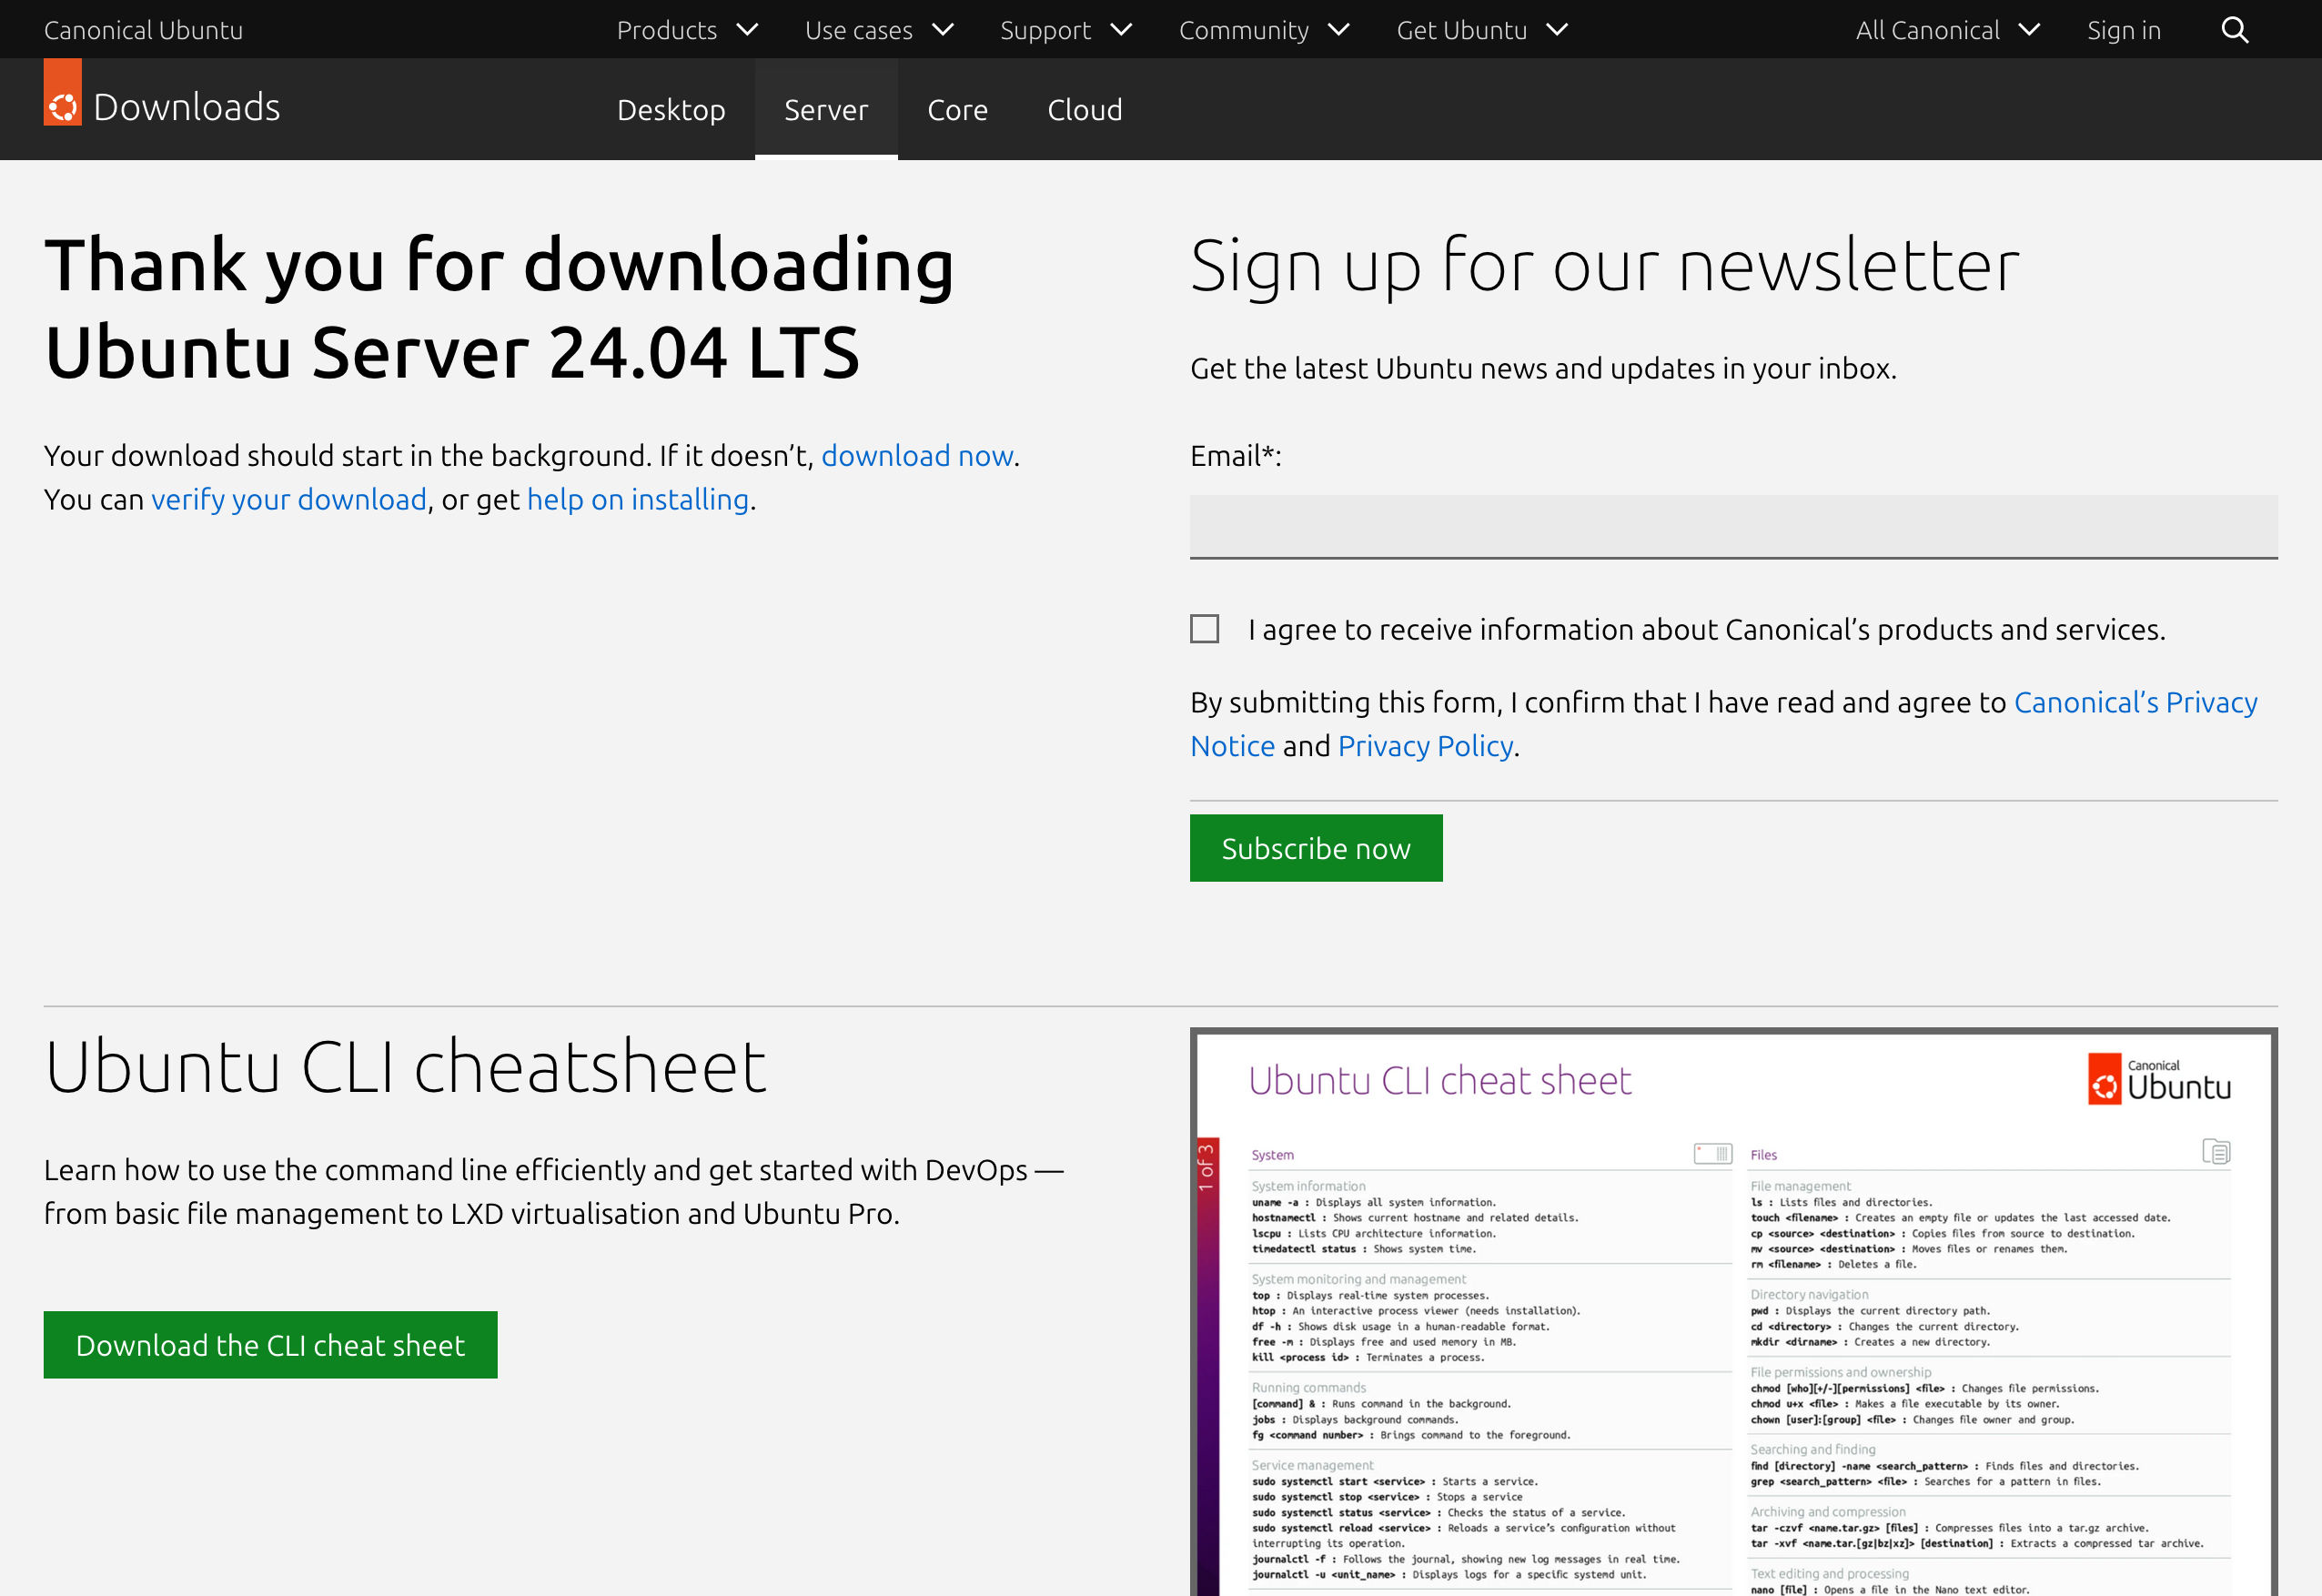 Canonical Ubuntu
Products
Use cases
Support
Community
Get Ubuntu
All Canonical
Sign in
Downloads
Desktop
Server
Core
Cloud
Thank you for downloading
Ubuntu Server 24.04 LTS
Your download should start in the background. If it doesn’t, download now.
You can verify your download, or get help on installing.
Sign up for our newsletter
Get the latest Ubuntu news and updates in your inbox.
Email*:
I agree to receive information about Canonical’s products and services.
By submitting this form, I confirm that I have read and agree to Canonical’s Privacy
Notice and Privacy Policy.
Subscribe now
Ubuntu CLI cheatsheet
Learn how to use the command line efficiently and get started with DevOps —
from basic file management to LXD virtualisation and Ubuntu Pro.
Download the CLI cheat sheet
Ubuntu CLI cheat sheet
Canonical
Ubuntu
1 of 3
System
System information
uname -a : Displays all system information.
hostnamectl : Shows current hostname and related details.
lscpu : Lists CPU architecture information.
timedatectl status : Shows system time.
System monitoring and management
top : Displays real-time system processes.
htop : An interactive process viewer (needs installation).
df -h : Shows disk usage in a human-readable format.
free -m : Displays free and used memory in MB.
kill <process id> : Terminates a process.
Running commands
[command] & : Runs command in the background.
jobs : Displays background commands.
fg <command number> : Brings command to the foreground.
Service management
sudo systemctl start <service> : Starts a service.
sudo systemctl stop <service> : Stops a service
sudo systemctl status <service> : Checks the status of a service.
sudo systemctl reload <service> : Reloads a service’s configuration without
interrupting its operation.
journalctl -f : Follows the journal, showing new log messages in real time.
journalctl -u <unit_name> : Displays logs for a specific systemd unit.
Files
File management
ls : Lists files and directories.
touch <filename> : Creates an empty file or updates the last accessed date.
cp <source> <destination> : Copies files from source to destination.
mv <source> <destination> : Moves files or renames them.
rm <filename> : Deletes a file.
Directory navigation
pwd : Displays the current directory path.
cd <directory> : Changes the current directory.
mkdir <dirname> : Creates a new directory.
File permissions and ownership
chmod [who][+/-][permissions] <file> : Changes file permissions.
chmod u+x <file> : Makes a file executable by its owner.
chown [user]:[group] <file> : Changes file owner and group.
Searching and finding
find [directory] -name <search_pattern> : Finds files and directories.
grep <search_pattern> <file> : Searches for a pattern in files.
Archiving and compression
tar -czvf <name.tar.gz> [files] : Compresses files into a tar.gz archive.
tar -xvf <name.tar.[gz|bz|xz]> [destination] : Extracts a compressed tar archive.
Text editing and processing
nano [file] : Opens a file in the Nano text editor.